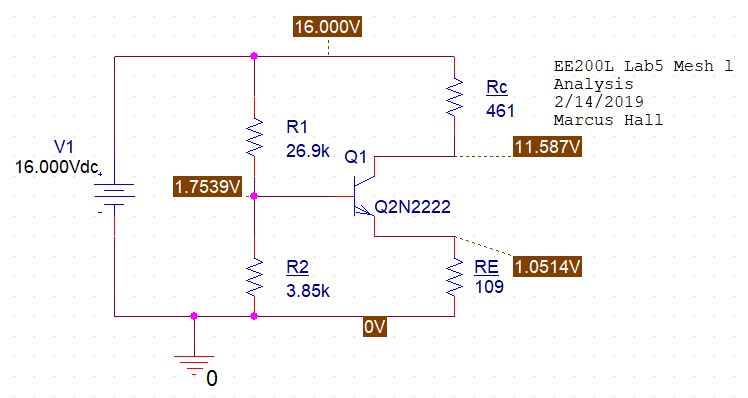 16.000V
EE200L Lab5 Mesh l
Analysis
2/14/2019
Marcus Hall
Rc
461
R1
26.9k
V1
16.000Vdc
Q1
11.587V
1.7539V
Q2N2222
R2
3.85k
RE
109
1.0514V
0V
0